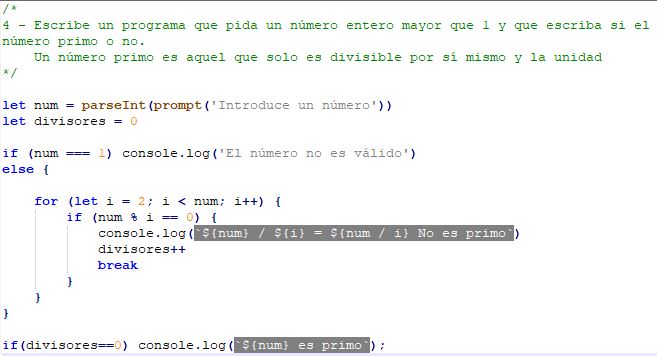 /*
4 - Escribe un programa que pida un número entero mayor que 1 y que escriba si el
número primo o no.
    Un número primo es aquel que solo es divisible por sí mismo y la unidad
*/

let num = parseInt(prompt('Introduce un número'))
let divisores = 0

if (num === 1) console.log('El número no es válido')
else {

    for (let i = 2; i < num; i++) {
        if (num % i == 0) {
            console.log(`${num} / ${i} = ${num / i} No es primo`)
            divisores++
            break
        }
    }
}

if(divisores==0) console.log(`${num} es primo`);